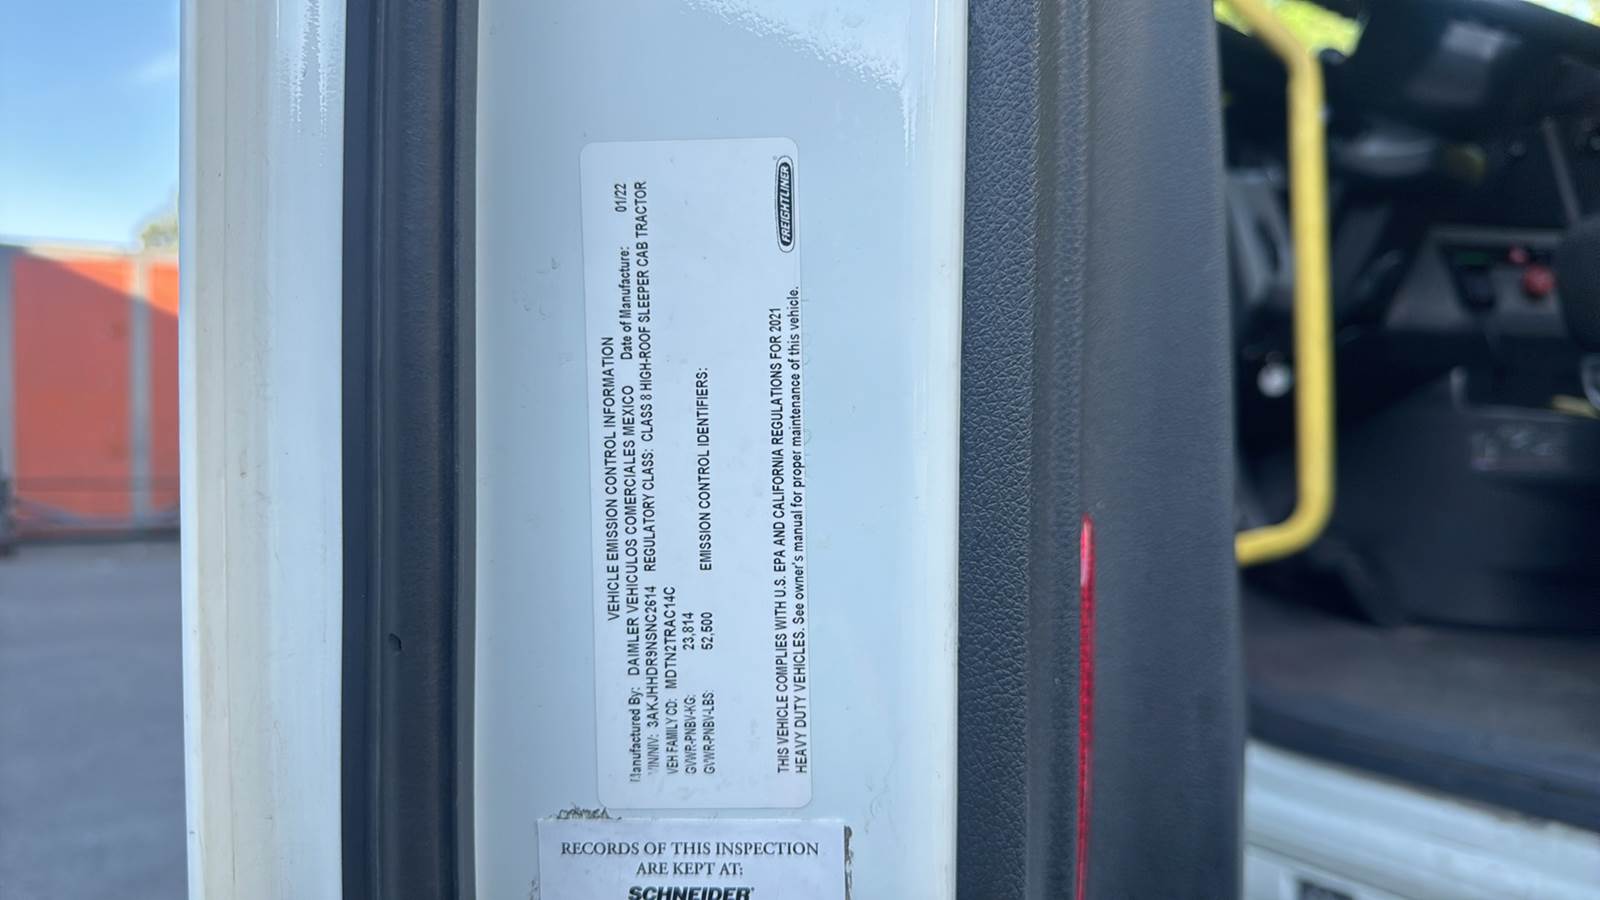 FREIGHTLINER
VEHICLE EMISSION CONTROL INFORMATION
Manufactured By: DAIMLER VEHICULOS COMERCIALES MEXICO Date of Manufacture: 01/22
VIN/NIV: 3AKJHHDR9NSNC2614 REGULATORY CLASS: CLASS 8 HIGH-ROOF SLEEPER CAB TRACTOR
VEH FAMILY CD: MDTN2TRAC14C
GVWR-PNBV-KG: 23,814
GVWR-PNBV-LBS: 52,500 EMISSION CONTROL IDENTIFIERS:
THIS VEHICLE COMPLIES WITH U.S. EPA AND CALIFORNIA REGULATIONS FOR 2021
HEAVY DUTY VEHICLES. See owner's manual for proper maintenance of this vehicle.
RECORDS OF THIS INSPECTION
ARE KEPT AT:
SCHNEIDER